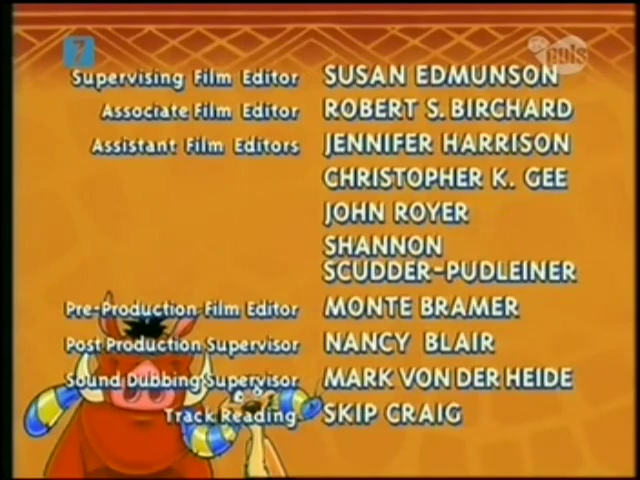 7
puls
Supervising Film Editor SUSAN EDMUNSON
Associate Film Editor ROBERT S. BIRCHARD
Assistant Film Editors JENNIFER HARRISON
CHRISTOPHER K. GEE
JOHN ROYER
SHANNON
SCUDDER-PUDLEINER
Pre-Production Film Editor MONTE BRAMER
Post Production Supervisor NANCY BLAIR
Sound Dubbing Supervisor MARK VON DER HEIDE
Track Reading SKIP CRAIG